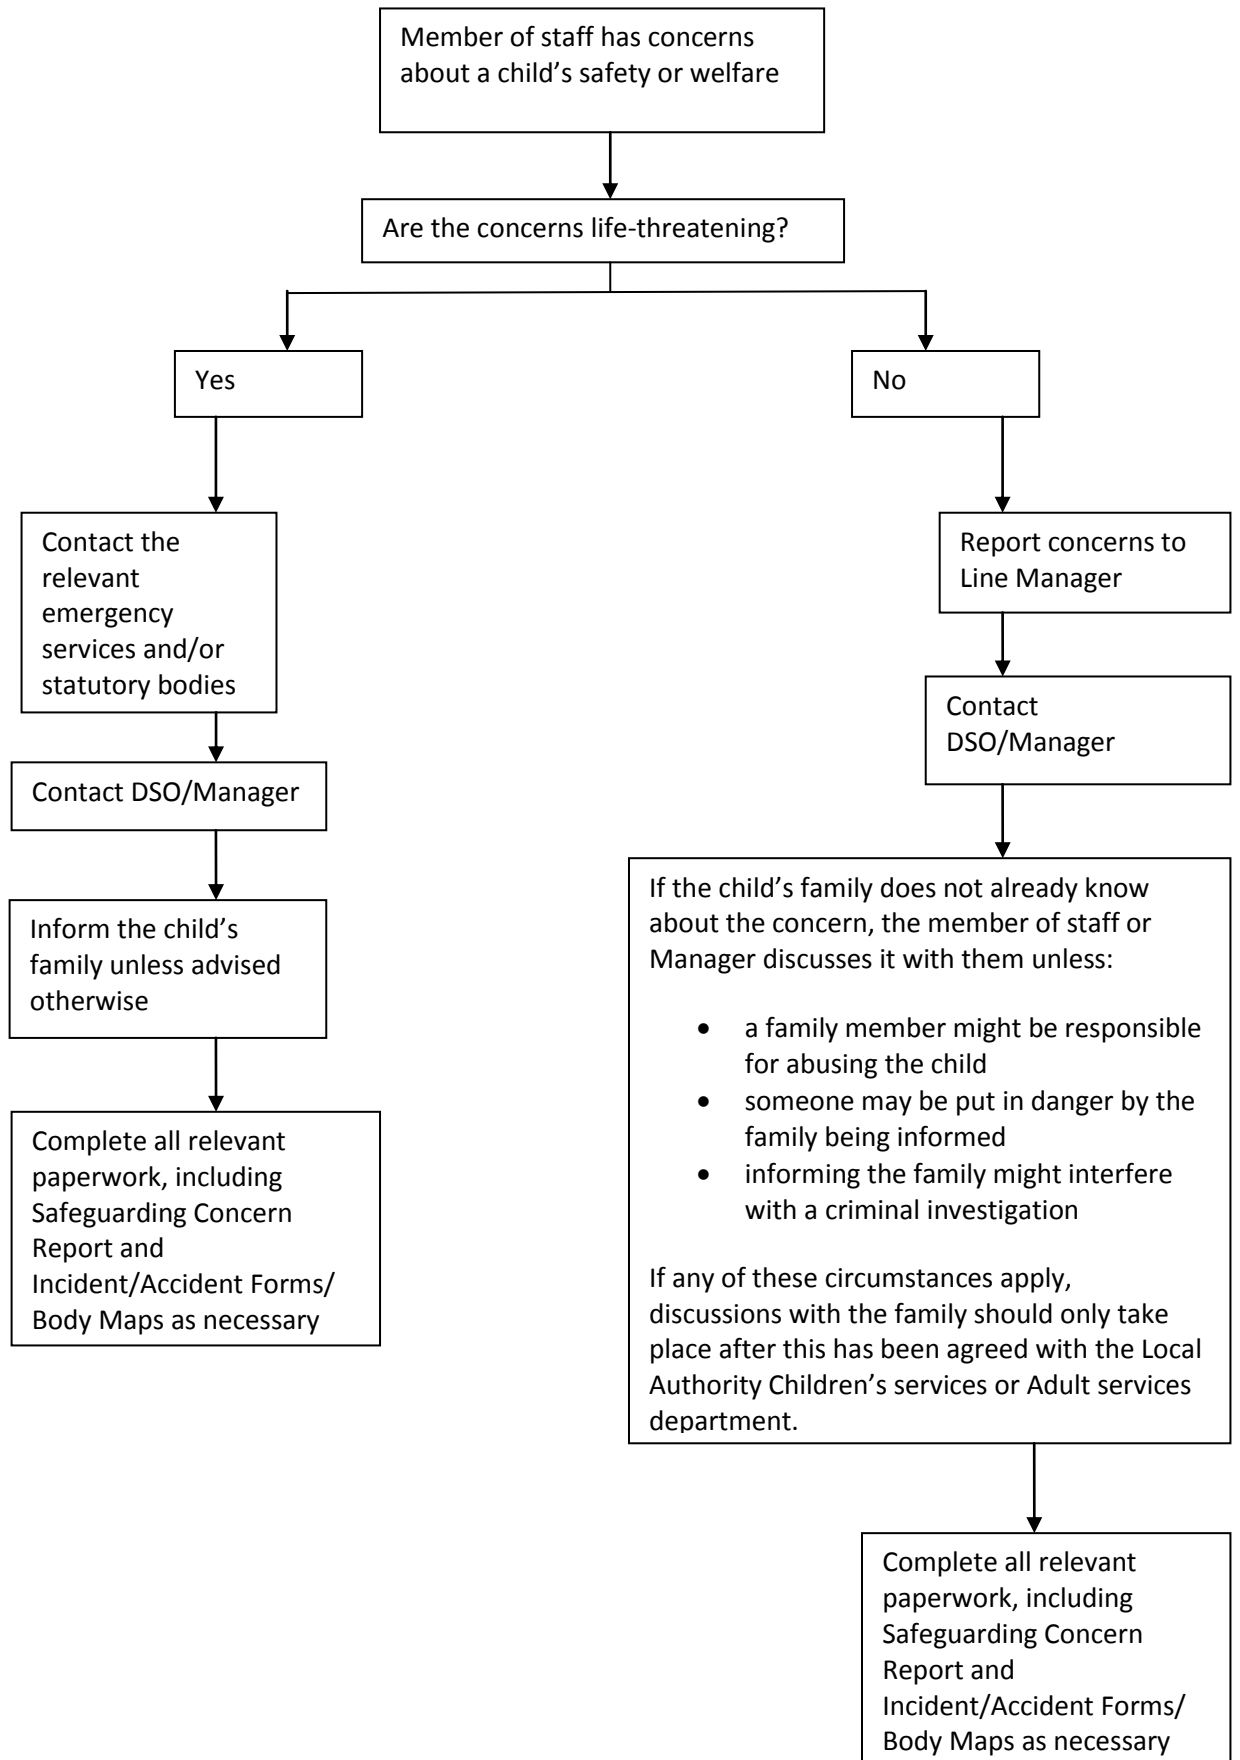 Member of staff has concerns
about a child’s safety or welfare
Are the concerns life-threatening?
Yes
No
Contact the
relevant
emergency
services and/or
statutory bodies
Report concerns to
Line Manager
Contact
DSO/Manager
Contact DSO/Manager
Inform the child’s
family unless advised
otherwise
If the child’s family does not already know
about the concern, the member of staff or
Manager discusses it with them unless:
• a family member might be responsible
for abusing the child
• someone may be put in danger by the
family being informed
• informing the family might interfere
with a criminal investigation
If any of these circumstances apply,
discussions with the family should only take
place after this has been agreed with the Local
Authority Children’s services or Adult services
department.
Complete all relevant
paperwork, including
Safeguarding Concern
Report and
Incident/Accident Forms/
Body Maps as necessary
Complete all relevant
paperwork, including
Safeguarding Concern
Report and
Incident/Accident Forms/
Body Maps as necessary